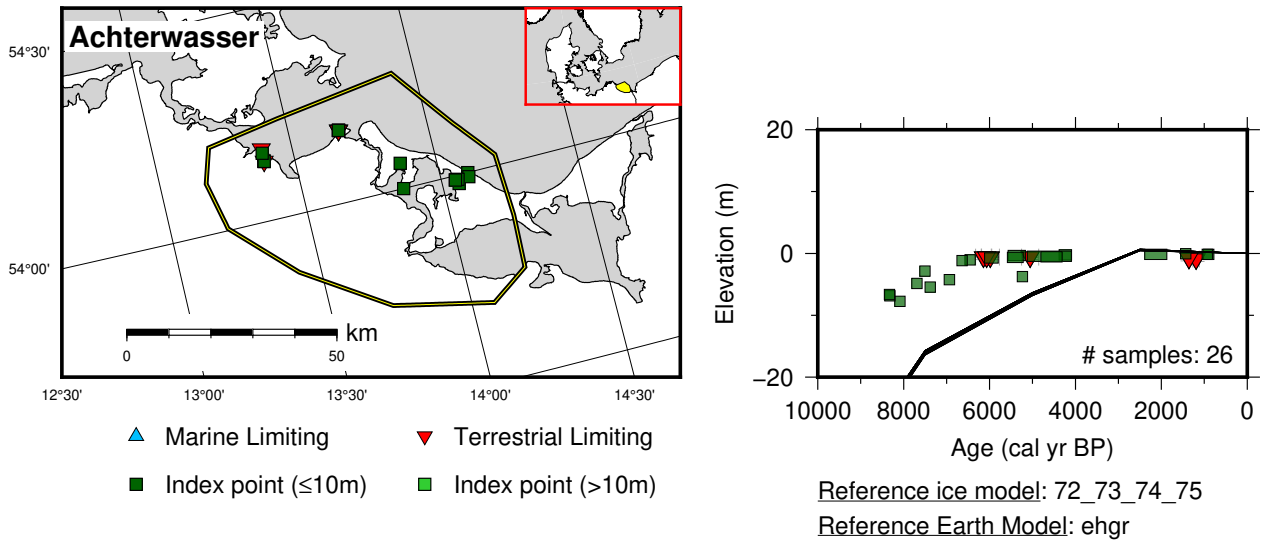 Achterwasser
54°30'
54°00'
km
0 50
12°30' 13°00' 13°30' 14°00' 14°30'
Marine Limiting
Terrestrial Limiting
Index point (≤10m)
Index point (>10m)
20
0
−20
Elevation (m)
# samples: 26
10000 8000 6000 4000 2000 0
Age (cal yr BP)
Reference ice model: 72_73_74_75
Reference Earth Model: ehgr